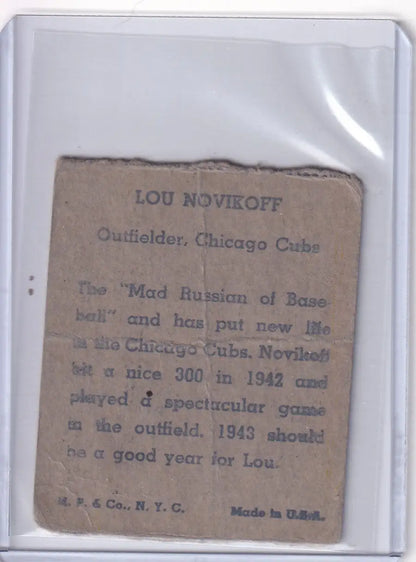 LOU NOVIKOFF
Outfielder, Chicago Cubs
The "Mad Russian of Base-
ball" and has put new life
in the Chicago Cubs. Novikoff
hit a nice 300 in 1942 and
played a spectacular game
in the outfield. 1943 should
be a good year for Lou.
M. P. & Co., N. Y. C.
Made in U.S.A.